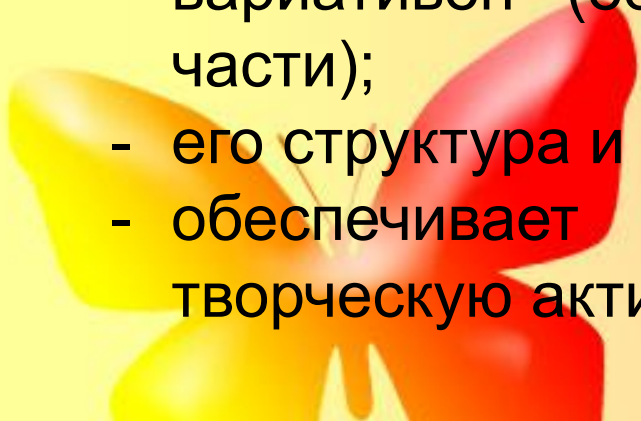 части);
- его структура и
- обеспечивает
творческую